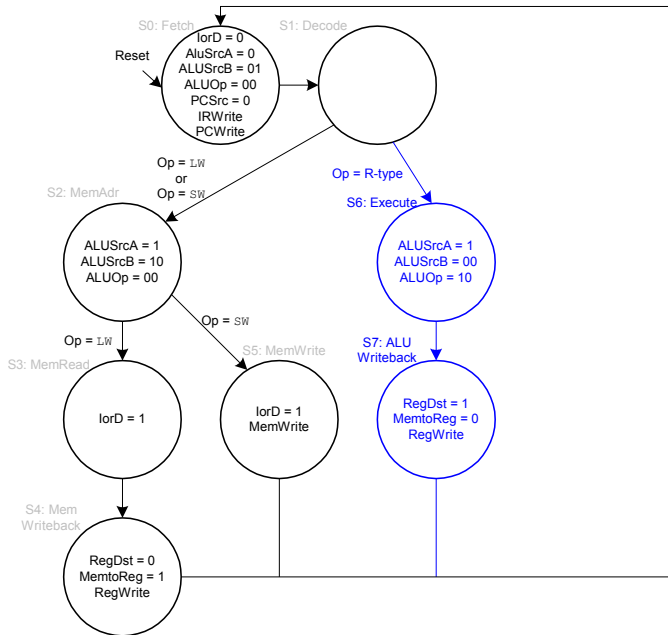 S0: Fetch
S1: Decode
Reset
IorD = 0
AluSrcA = 0
ALUSrcB = 01
ALUOp = 00
PCSrc = 0
IRWrite
PCWrite
Op = LW
or
Op = SW
Op = R-type
S2: MemAdr
S6: Execute
ALUSrcA = 1
ALUSrcB = 10
ALUOp = 00
ALUSrcA = 1
ALUSrcB = 00
ALUOp = 10
Op = LW
Op = SW
S3: MemRead
S5: MemWrite
S7: ALU
Writeback
IorD = 1
IorD = 1
MemWrite
RegDst = 1
MemtoReg = 0
RegWrite
S4: Mem
Writeback
RegDst = 0
MemtoReg = 1
RegWrite